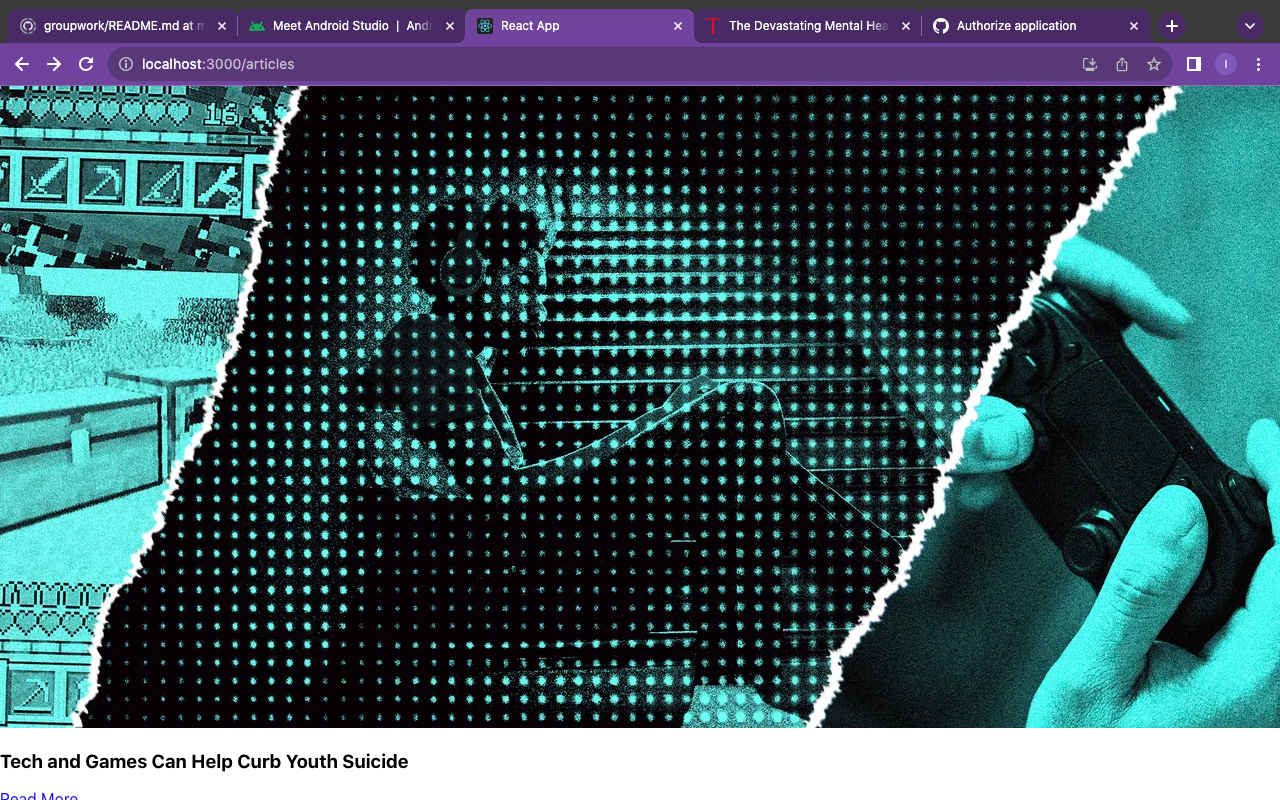 groupwork/README.md at m
Meet Android Studio | Andr
React App
The Devastating Mental Hea
Authorize application
localhost:3000/articles
I
16
Tech and Games Can Help Curb Youth Suicide
Read More